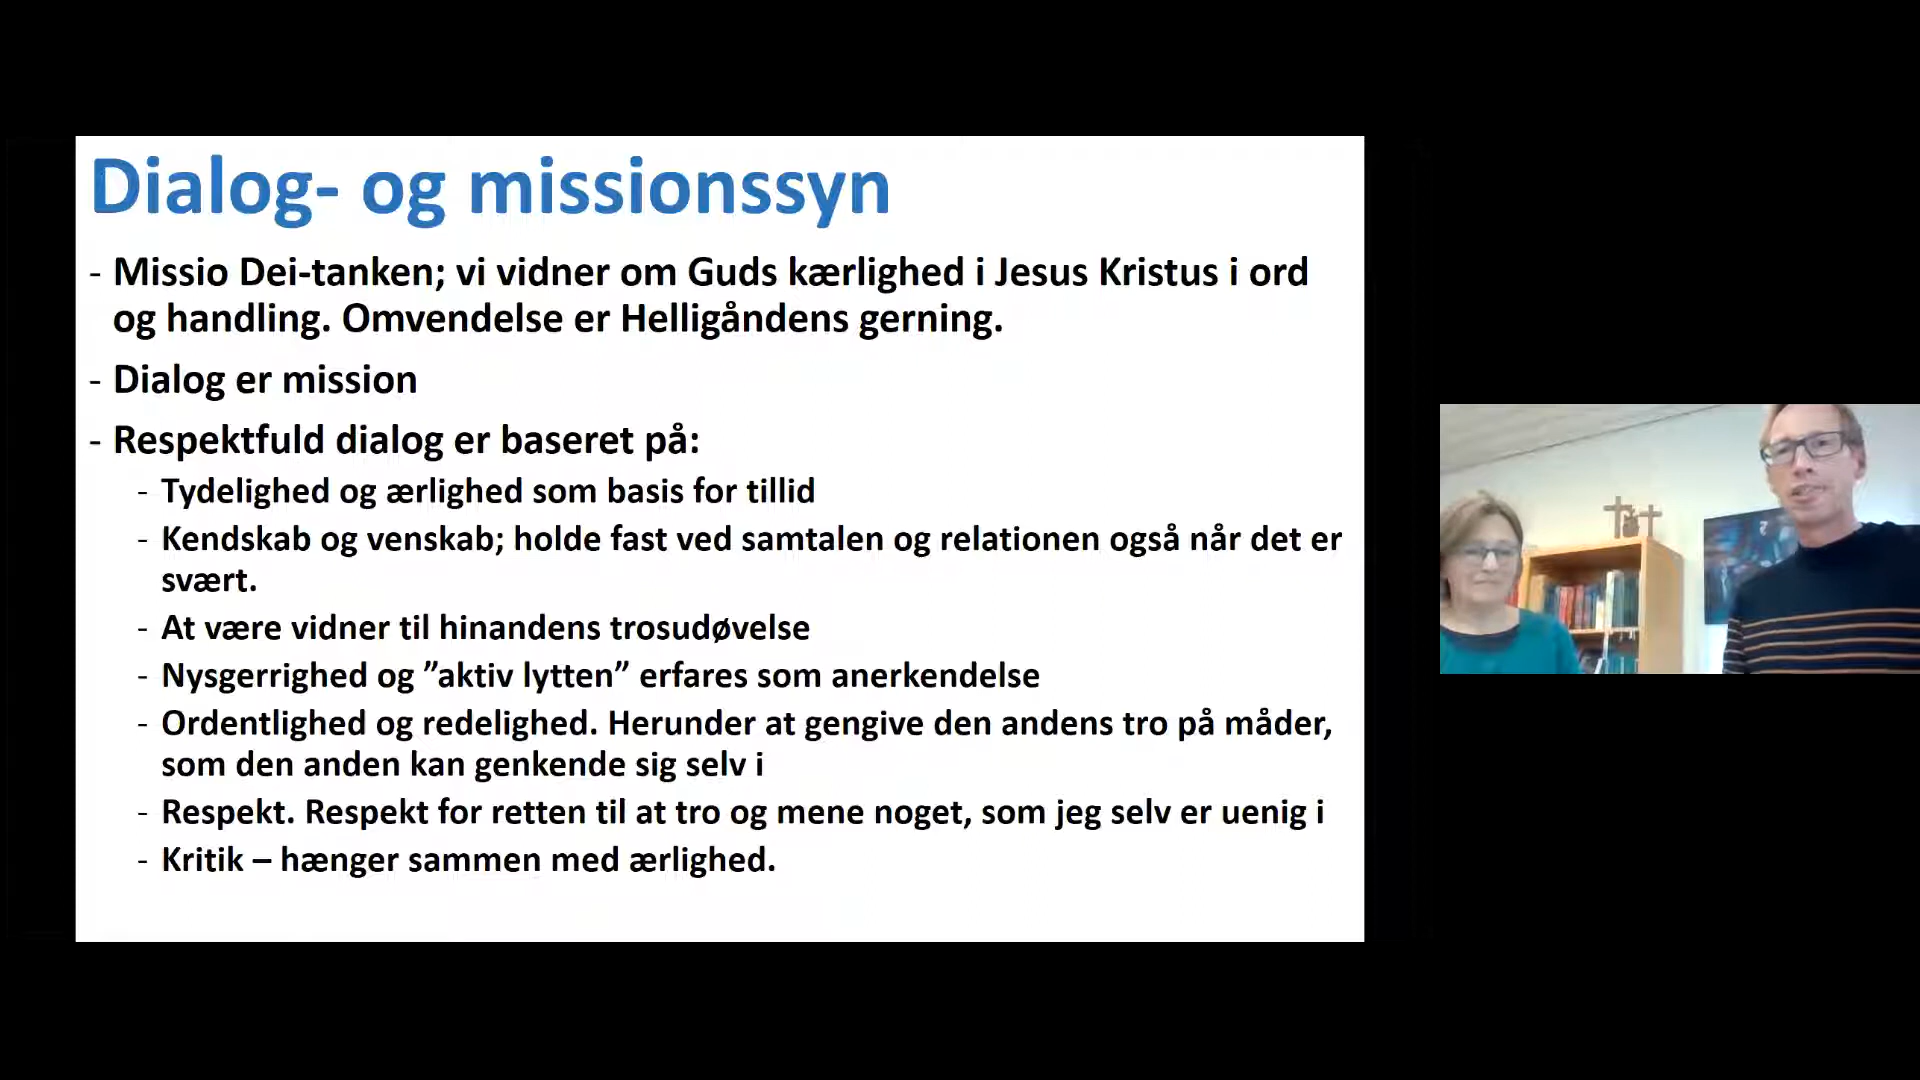 Dialog- og missionssyn
- Missio Dei-tanken; vi vidner om Guds kærlighed i Jesus Kristus i ord
og handling. Omvendelse er Helligåndens gerning.
- Dialog er mission
- Respektfuld dialog er baseret på:
- Tydelighed og ærlighed som basis for tillid
- Kendskab og venskab; holde fast ved samtalen og relationen også når det er
svært.
- At være vidner til hinandens trosudøvelse
- Nysgerrighed og ”aktiv lytten” erfares som anerkendelse
- Ordentlighed og redelighed. Herunder at gengive den andens tro på måder,
som den anden kan genkende sig selv i
- Respekt. Respekt for retten til at tro og mene noget, som jeg selv er uenig i
- Kritik – hænger sammen med ærlighed.